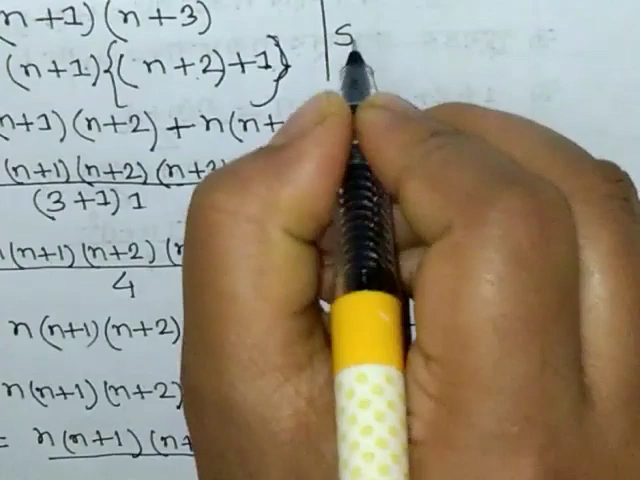 n+1)(n+3)
(n+1){(n+2)+1}
n+1)(n+2)+n(n+
(n+1)(n+2)(n+3
(3+1)1
(n+1)(n+2)(
4
n(n+1)(n+2)
n(n+1)(n+2)
= n(n+1)(n+
S